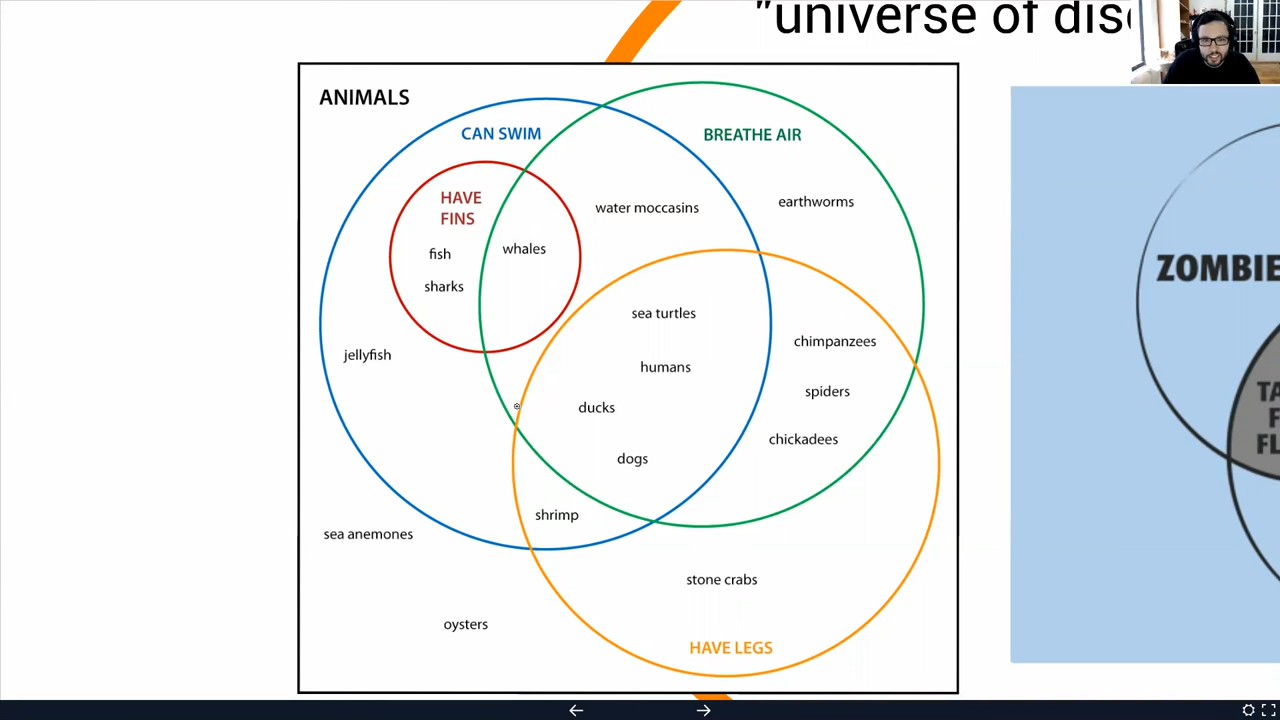 "universe of disc
ANIMALS
CAN SWIM
BREATHE AIR
HAVE
FINS
fish
sharks
whales
water moccasins
earthworms
jellyfish
sea turtles
humans
ducks
dogs
chimpanzees
spiders
chickadees
shrimp
sea anemones
stone crabs
oysters
HAVE LEGS
ZOMBIE